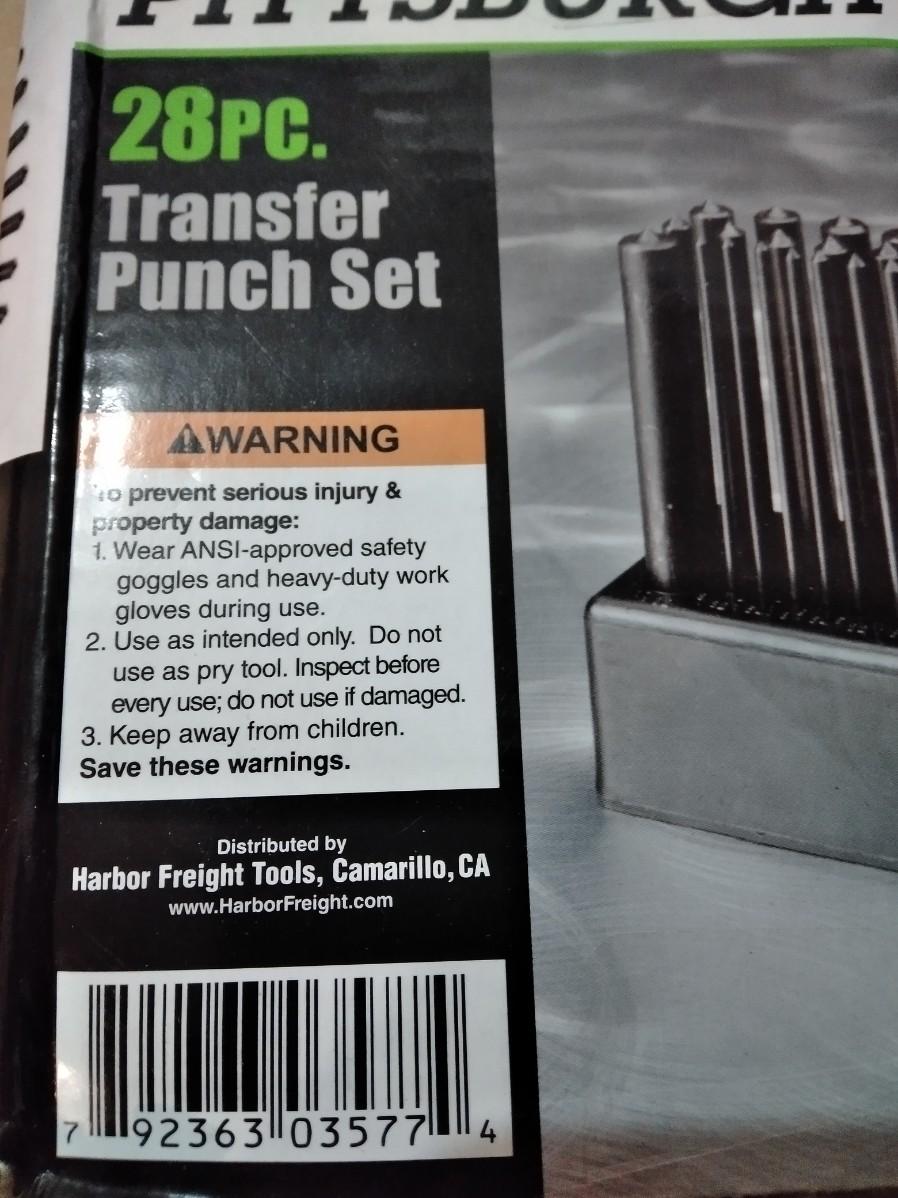 PITTSBURGH
28PC.
Transfer
Punch Set
WARNING
To prevent serious injury &
property damage:
1. Wear ANSI-approved safety
goggles and heavy-duty work
gloves during use.
2. Use as intended only. Do not
use as pry tool. Inspect before
every use; do not use if damaged.
3. Keep away from children.
Save these warnings.
Distributed by
Harbor Freight Tools, Camarillo, CA
www.HarborFreight.com
7 92363 03577 4